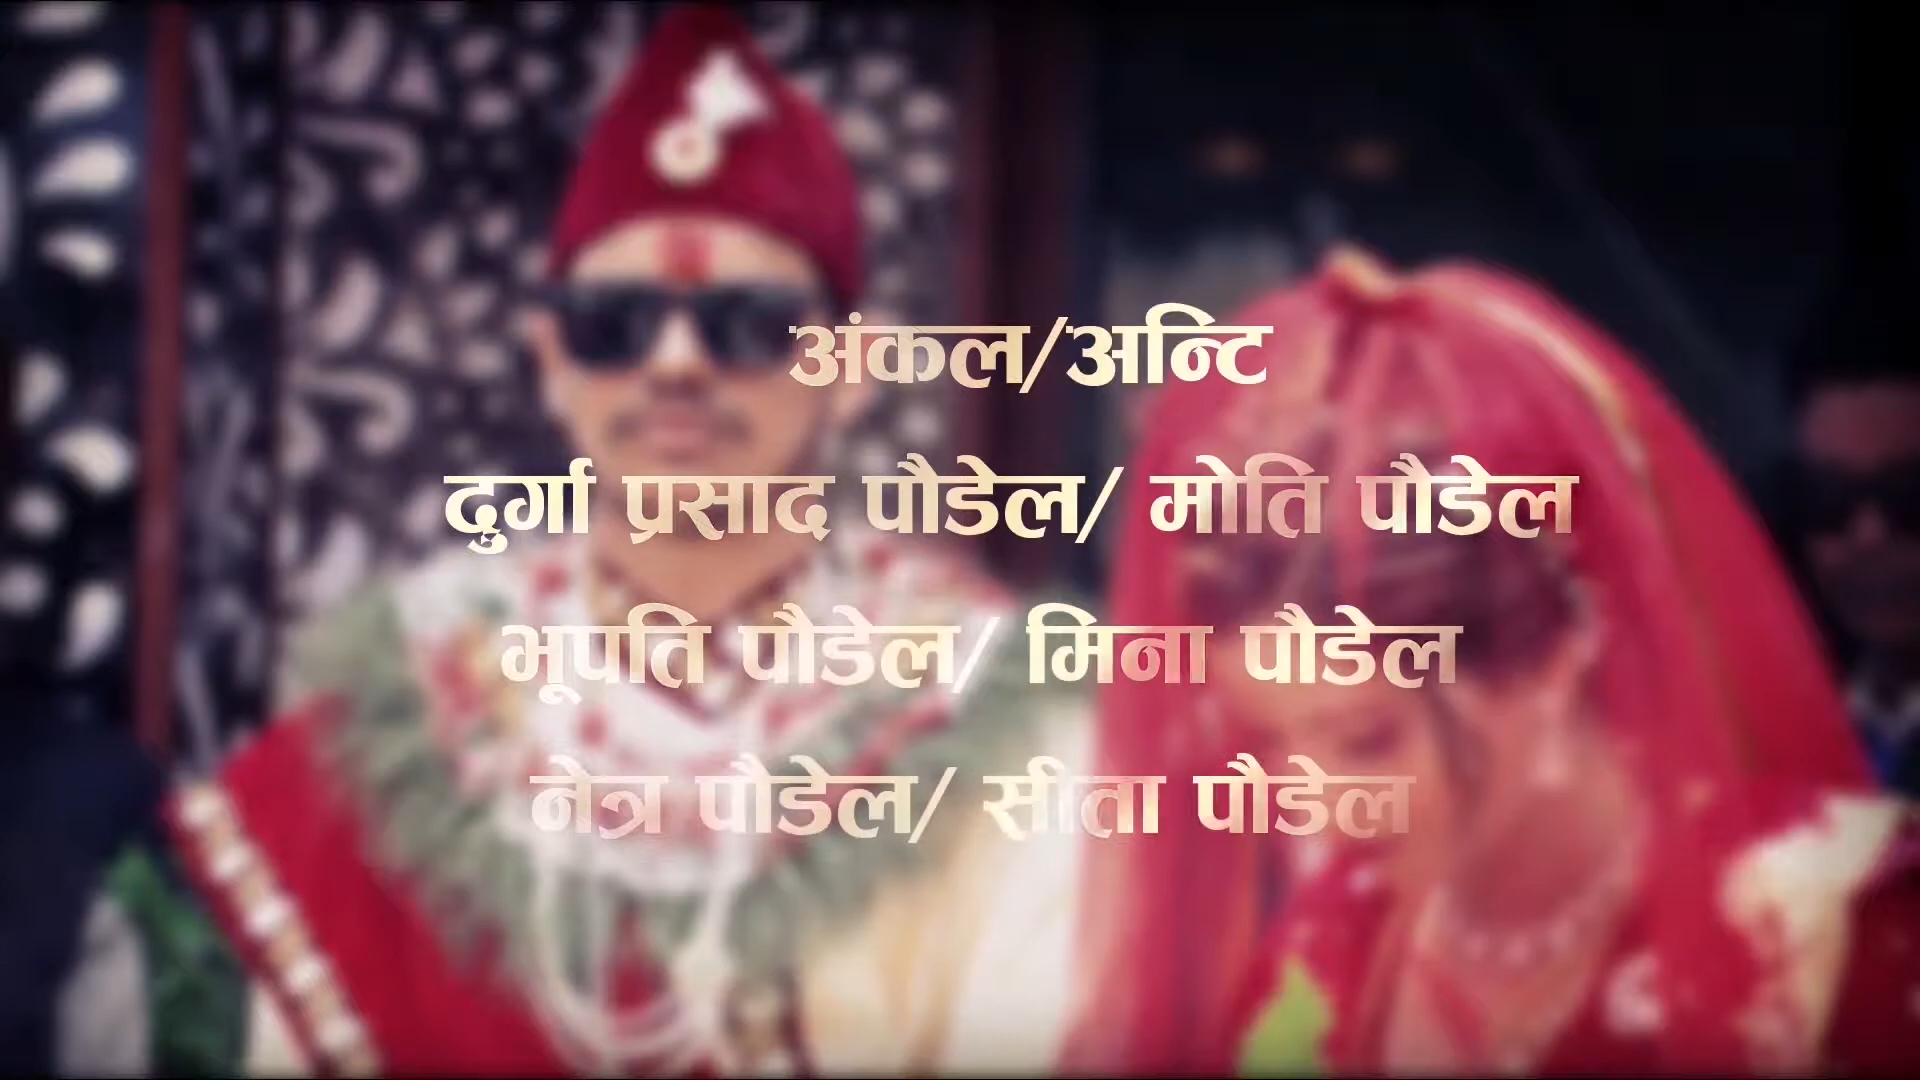 अंकल/अन्टि
दुर्गा प्रसाद पौडेल/ मोति पौडेल
भूपति पौडेल/ मिना पौडेल
नेत्र पौडेल/ सीता पौडेल